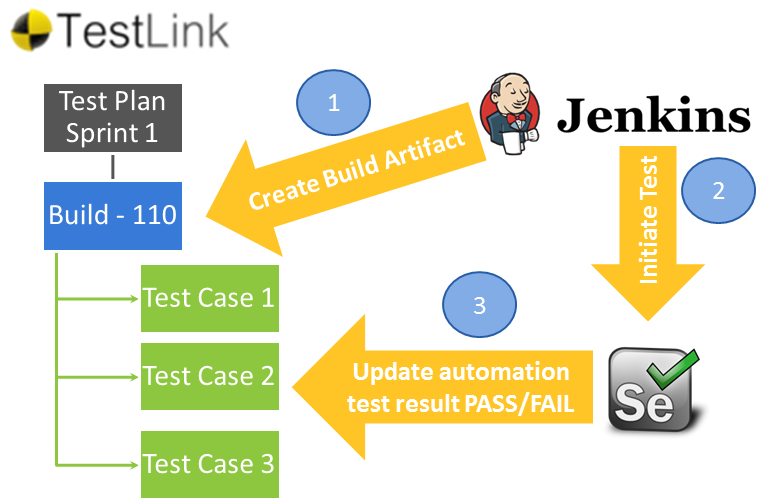 TestLink
Test Plan
Sprint 1
1
Create Build Artifact
Jenkins
Build - 110
Initiate Test
2
Test Case 1
3
Test Case 2
Update automation
test result PASS/FAIL
Se
Test Case 3